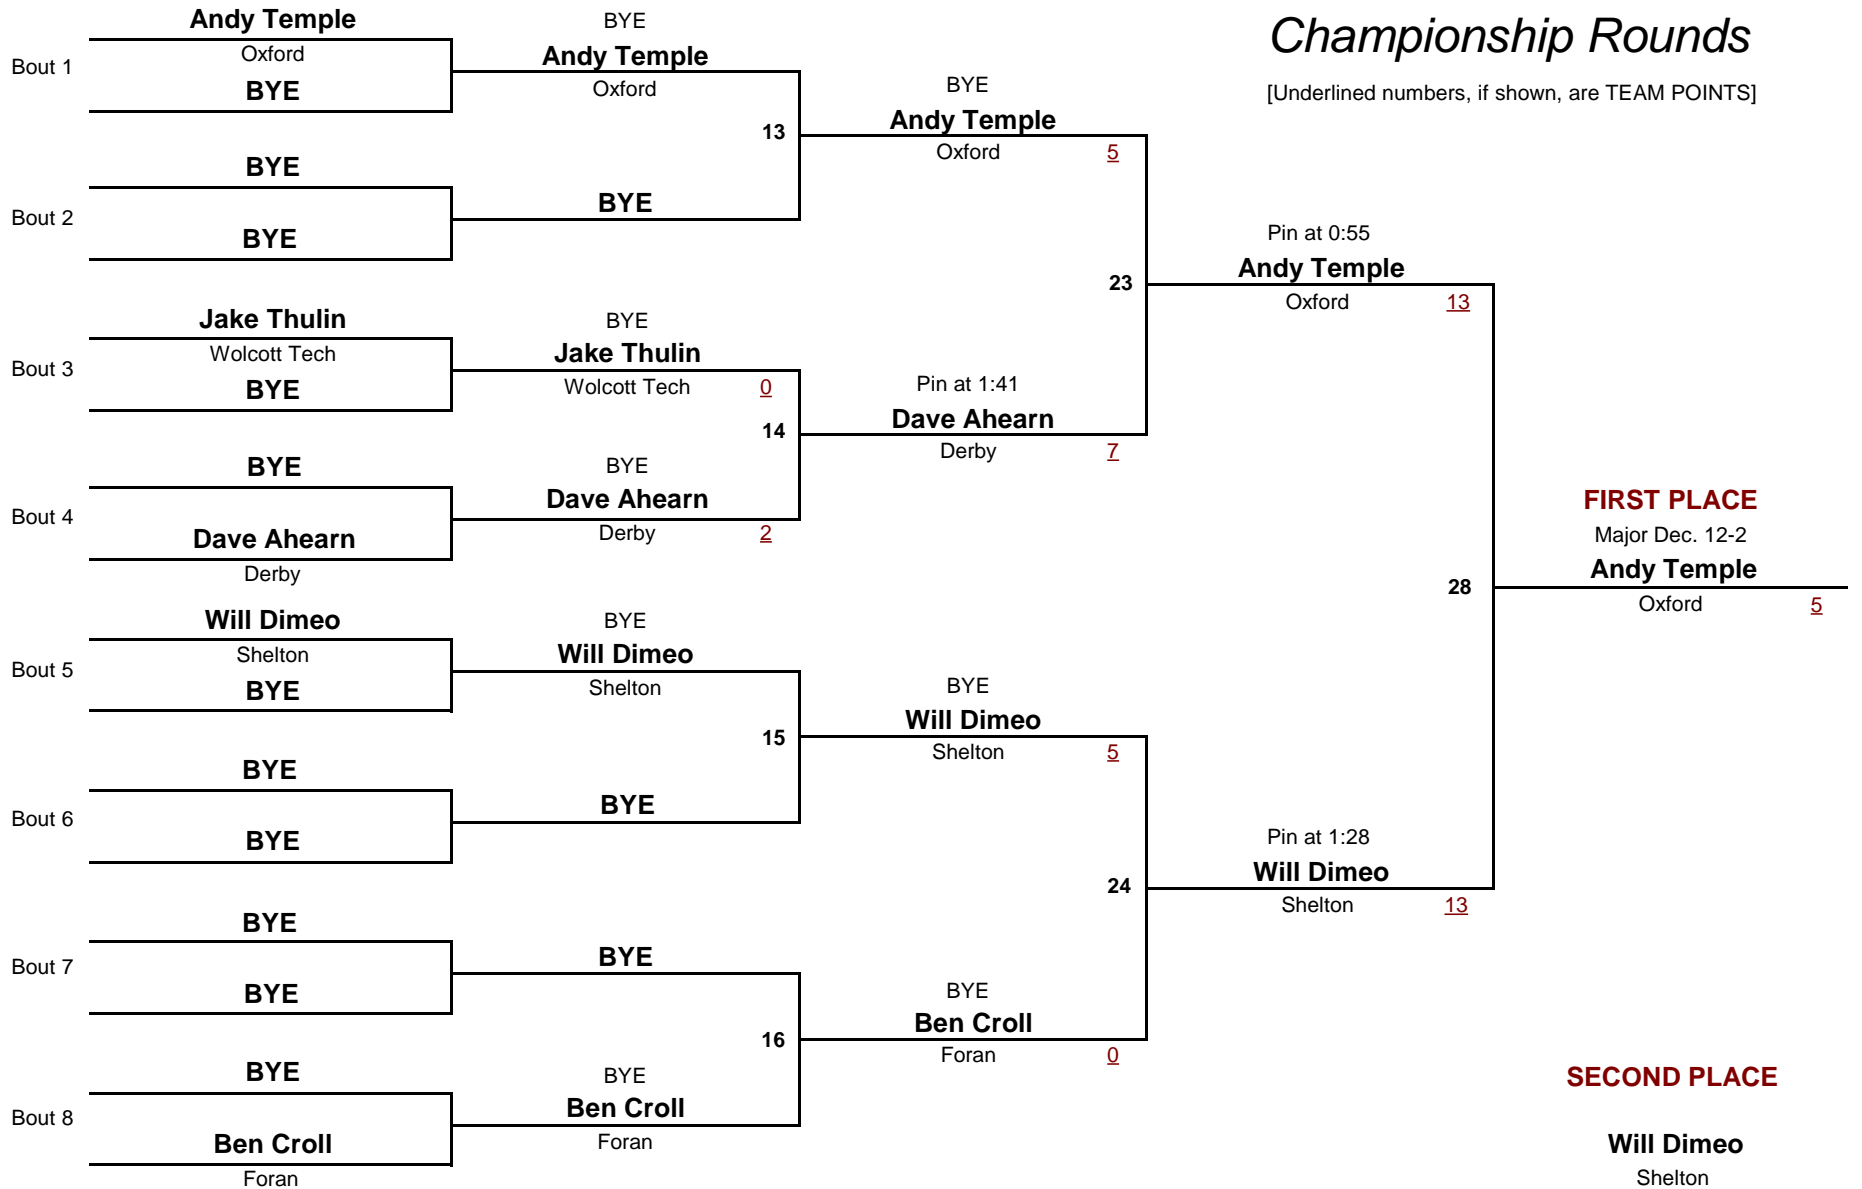 Championship Rounds
[Underlined numbers, if shown, are TEAM POINTS]
Bout 1
Andy Temple
Oxford
BYE
Bout 2
BYE
BYE
Bout 3
Jake Thulin
Wolcott Tech
BYE
Bout 4
BYE
Dave Ahearn
Derby
Bout 5
Will Dimeo
Shelton
BYE
Bout 6
BYE
BYE
Bout 7
BYE
BYE
Bout 8
BYE
Ben Croll
Foran
BYE
Andy Temple
Oxford
13
BYE
BYE
Jake Thulin
Wolcott Tech 0
14
BYE
Dave Ahearn
Derby 2
BYE
Will Dimeo
Shelton
15
BYE
BYE
16
BYE
Ben Croll
Foran
BYE
Andy Temple
Oxford 5
23
Pin at 1:41
Dave Ahearn
Derby 7
BYE
Will Dimeo
Shelton 5
24
BYE
Ben Croll
Foran 0
Pin at 0:55
Andy Temple
Oxford 13
28
Pin at 1:28
Will Dimeo
Shelton 13
FIRST PLACE
Major Dec. 12-2
Andy Temple
Oxford 5
SECOND PLACE
Will Dimeo
Shelton